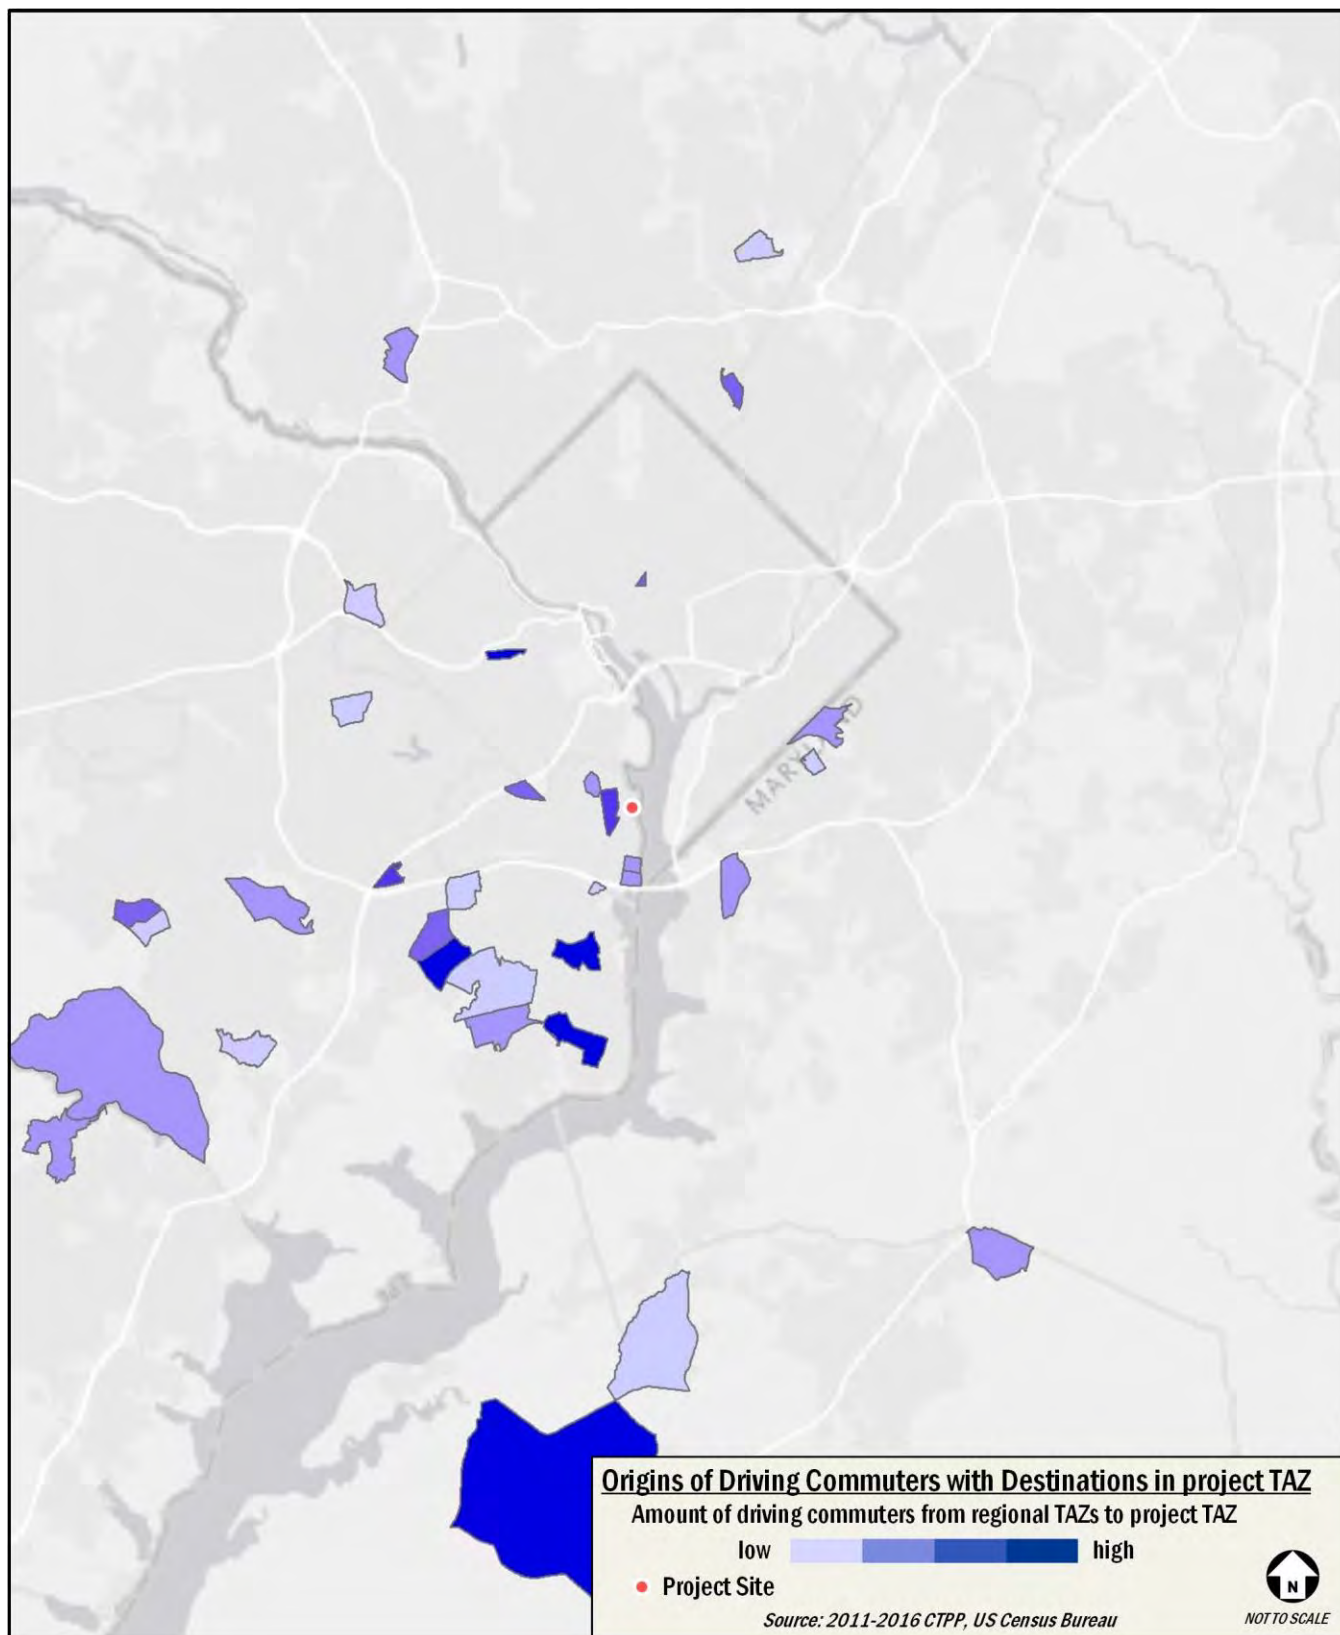 MARYLAND
Origins of Driving Commuters with Destinations in project TAZ
Amount of driving commuters from regional TAZs to project TAZ
low high
Project Site
N
Source: 2011-2016 CTPP, US Census Bureau
NOT TO SCALE